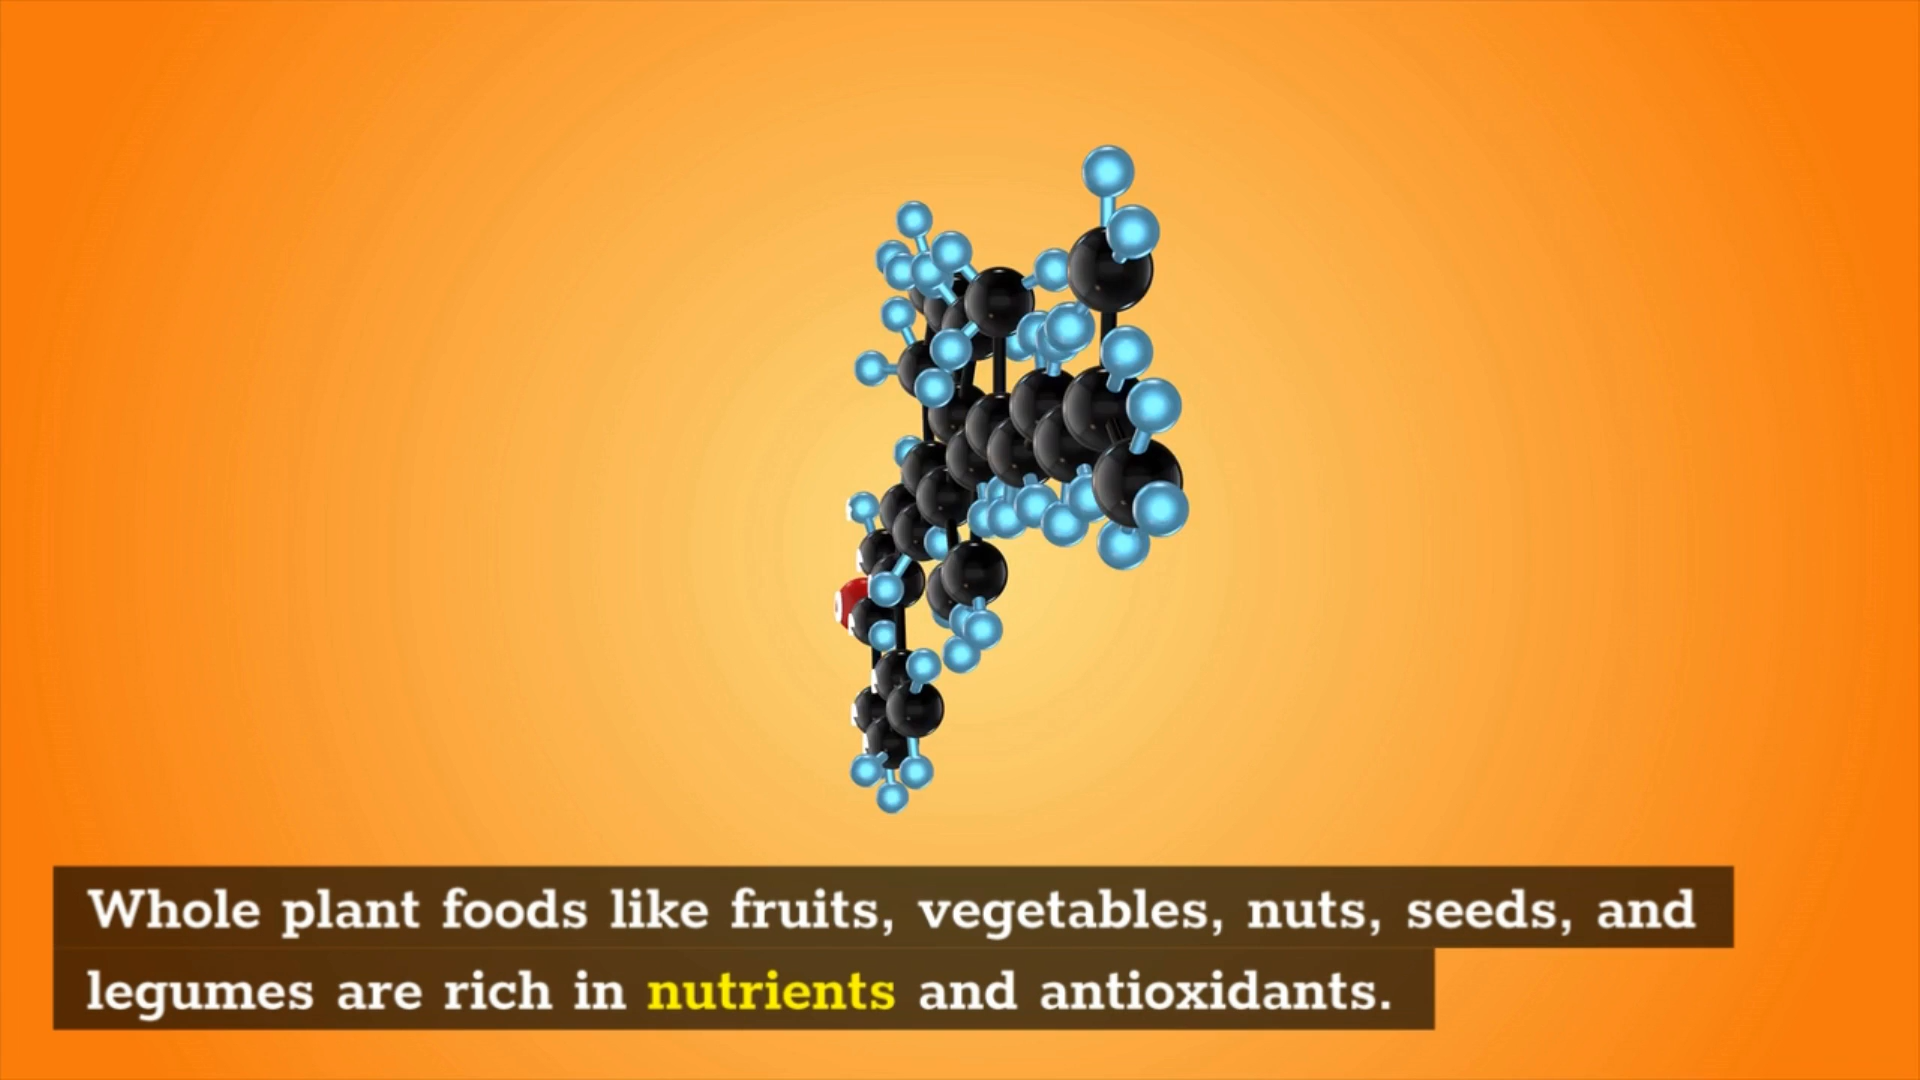 Whole plant foods like fruits, vegetables, nuts, seeds, and
legumes are rich in nutrients and antioxidants.